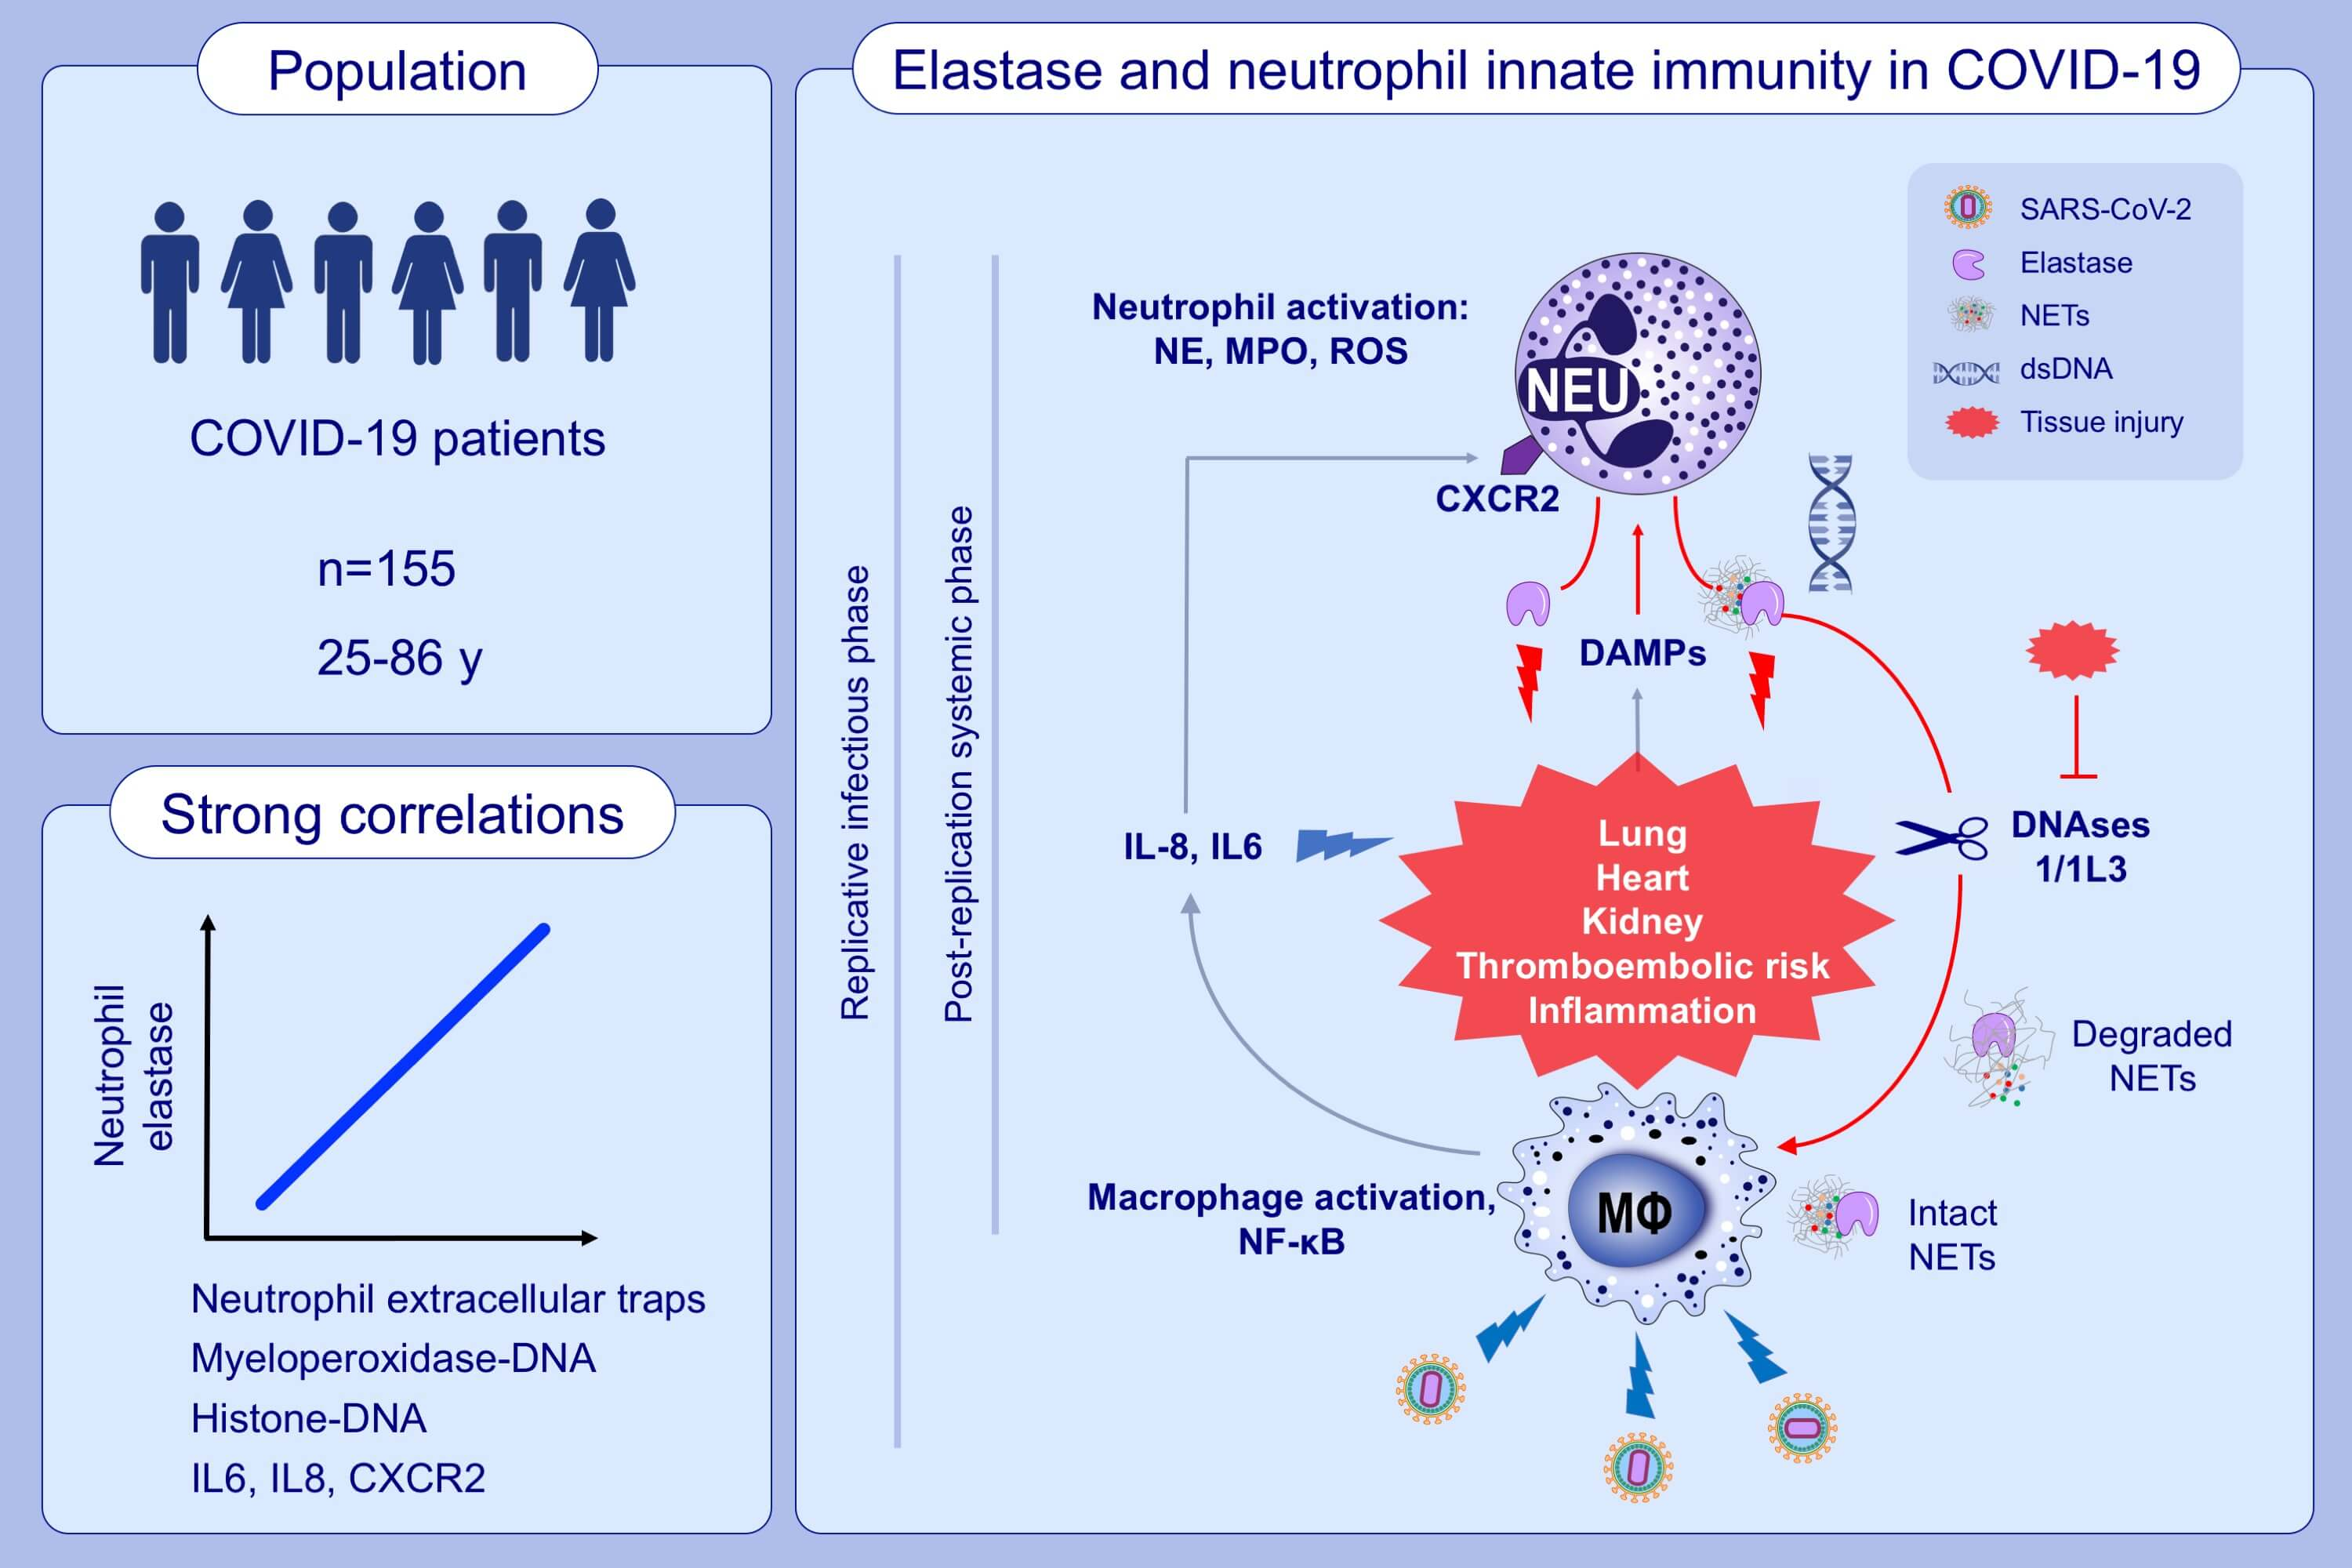 Population
COVID-19 patients
n=155
25-86 y
Strong correlations
Neutrophil
elastase
Neutrophil extracellular traps
Myeloperoxidase-DNA
Histone-DNA
IL6, IL8, CXCR2
Elastase and neutrophil innate immunity in COVID-19
SARS-CoV-2
Elastase
NETs
dsDNA
Tissue injury
Replicative infectious phase
Post-replication systemic phase
Neutrophil activation:
NE, MPO, ROS
NEU
CXCR2
DAMPs
IL-8, IL6
Lung
Heart
Kidney
Thromboembolic risk
Inflammation
DNAses
1/1L3
Degraded
NETs
Macrophage activation,
NF-κB
MΦ
Intact
NETs